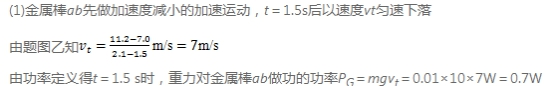 (1)金属棒ab先做加速度减小的加速运动，t = 1.5s后以速度vt匀速下落
由题图乙知v_t = \frac{11.2-7.0}{2.1-1.5} m/s = 7m/s
由功率定义得t = 1.5 s时，重力对金属棒ab做功的功率P_G = mgv_t = 0.01×10×7W = 0.7W